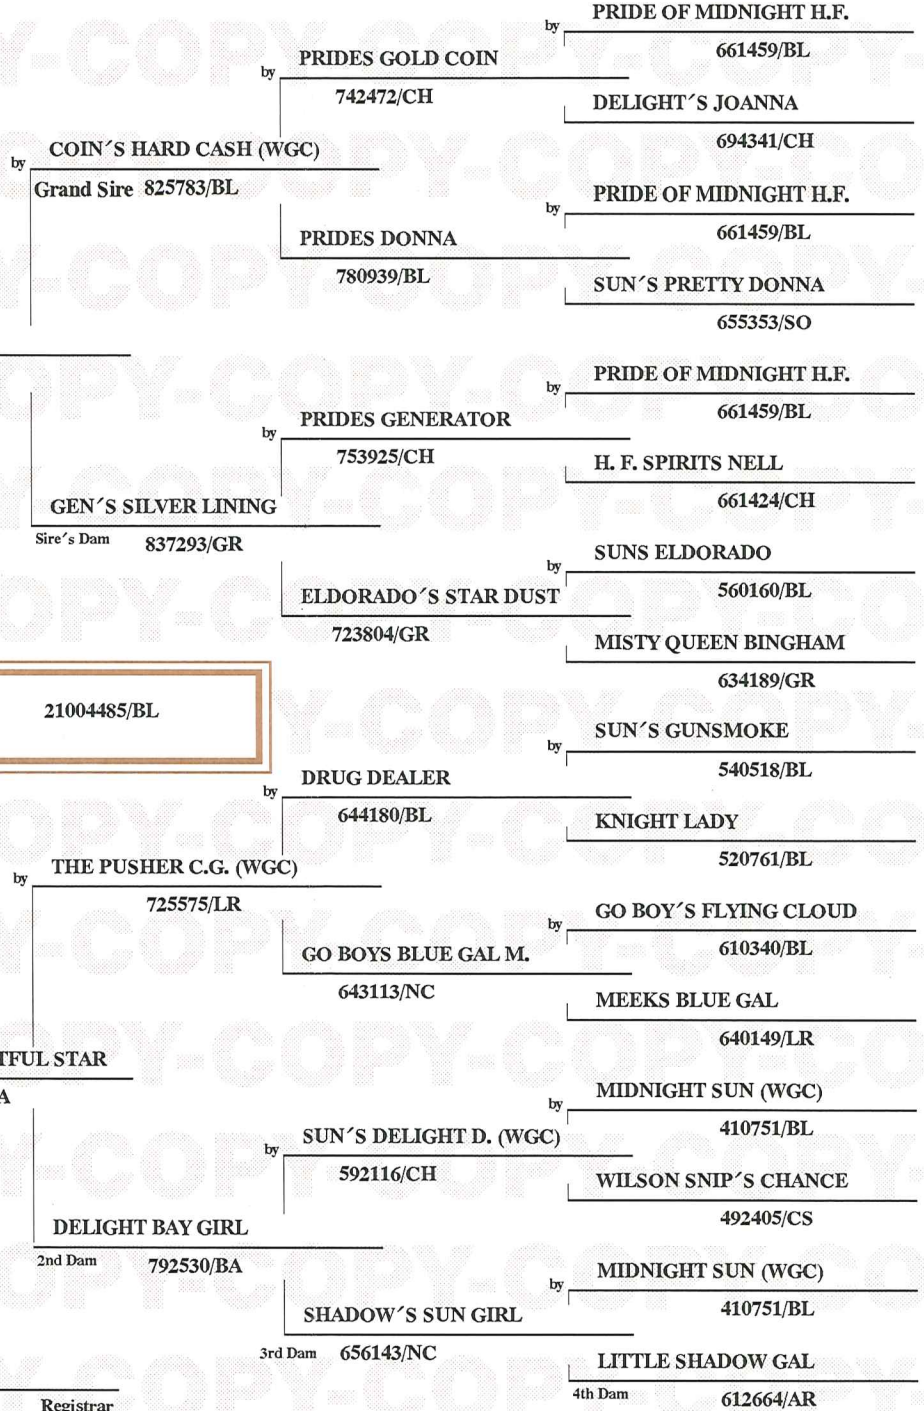 by PRIDE OF MIDNIGHT H.F.
661459/BL
by PRIDES GOLD COIN
742472/CH
DELIGHT´S JOANNA
694341/CH
by COIN´S HARD CASH (WGC)
Grand Sire 825783/BL
by PRIDE OF MIDNIGHT H.F.
661459/BL
PRIDES DONNA
780939/BL
SUN´S PRETTY DONNA
655353/SO
by PRIDE OF MIDNIGHT H.F.
661459/BL
by PRIDES GENERATOR
753925/CH
H. F. SPIRITS NELL
661424/CH
GEN´S SILVER LINING
Sire´s Dam 837293/GR
by SUNS ELDORADO
560160/BL
ELDORADO´S STAR DUST
723804/GR
MISTY QUEEN BINGHAM
634189/GR
21004485/BL
by SUN´S GUNSMOKE
540518/BL
by DRUG DEALER
644180/BL
KNIGHT LADY
520761/BL
by THE PUSHER C.G. (WGC)
725575/LR
by GO BOY´S FLYING CLOUD
610340/BL
GO BOYS BLUE GAL M.
643113/NC
MEEKS BLUE GAL
640149/LR
TFUL STAR
A
by MIDNIGHT SUN (WGC)
410751/BL
by SUN´S DELIGHT D. (WGC)
592116/CH
WILSON SNIP´S CHANCE
492405/CS
DELIGHT BAY GIRL
2nd Dam 792530/BA
by MIDNIGHT SUN (WGC)
410751/BL
SHADOW´S SUN GIRL
3rd Dam 656143/NC
LITTLE SHADOW GAL
4th Dam 612664/AR
Registrar
Y-COPY-COPY-COPY-COPY-